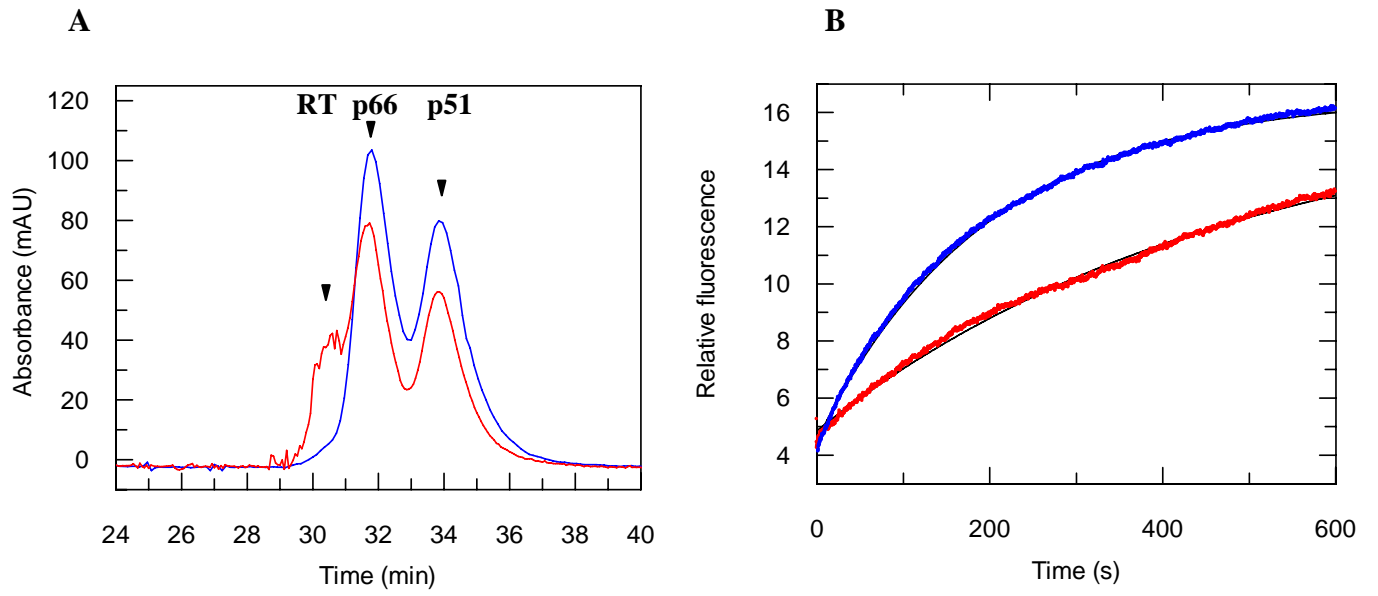 A
B
RT p66 p51
120
100
80
60
40
20
0
Absorbance (mAU)
24 26 28 30 32 34 36 38 40
Time (min)
16
14
12
10
8
6
4
Relative fluorescence
0 200 400 600
Time (s)